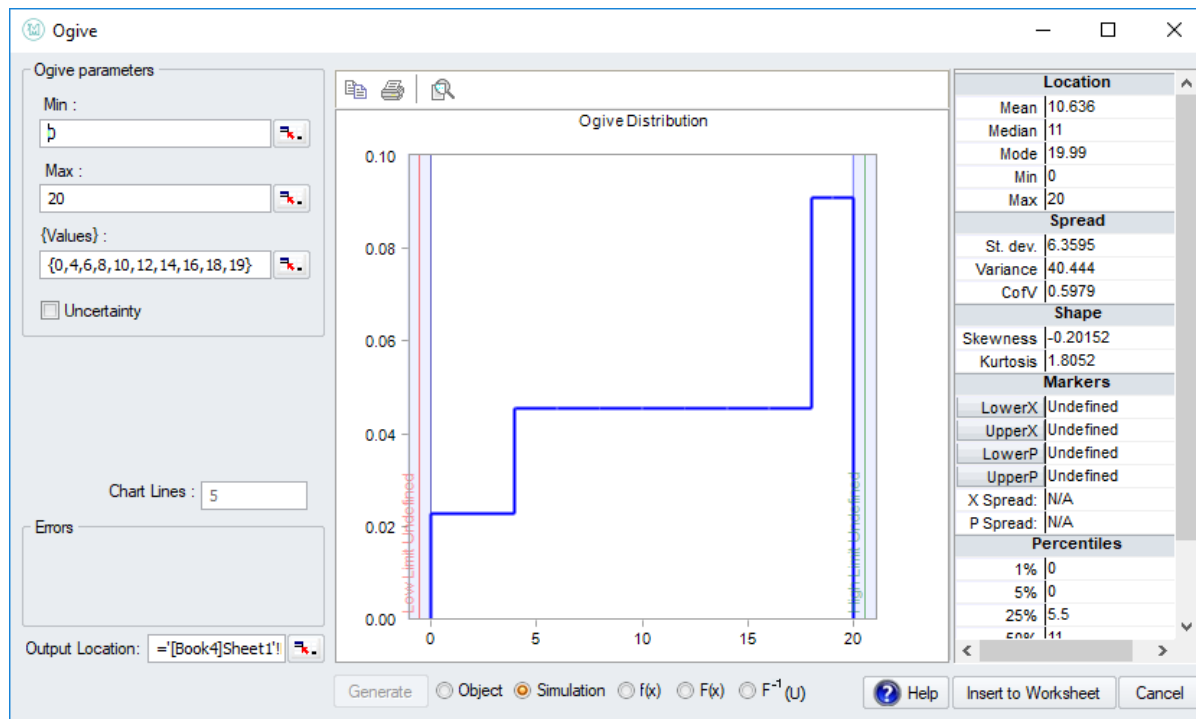 Ogive
Ogive parameters
Min :
0
Max :
20
{Values} :
{0,4,6,8,10,12,14,16,18,19}
Uncertainty
Chart Lines : 5
Errors
Output Location: ='[Book4]Sheet1'!
Ogive Distribution
0.10
0.08
0.06
0.04
0.02
0.00
0 5 10 15 20
Low Limit Undefined
High Limit Undefined
Location
Mean 10.636
Median 11
Mode 19.99
Min 0
Max 20
Spread
St. dev. 6.3595
Variance 40.444
CofV 0.5979
Shape
Skewness -0.20152
Kurtosis 1.8052
Markers
LowerX Undefined
UpperX Undefined
LowerP Undefined
UpperP Undefined
X Spread: N/A
P Spread: N/A
Percentiles
1% 0
5% 0
25% 5.5
50% 11
Generate Object Simulation f(x) F(x) F⁻¹(U) Help Insert to Worksheet Cancel